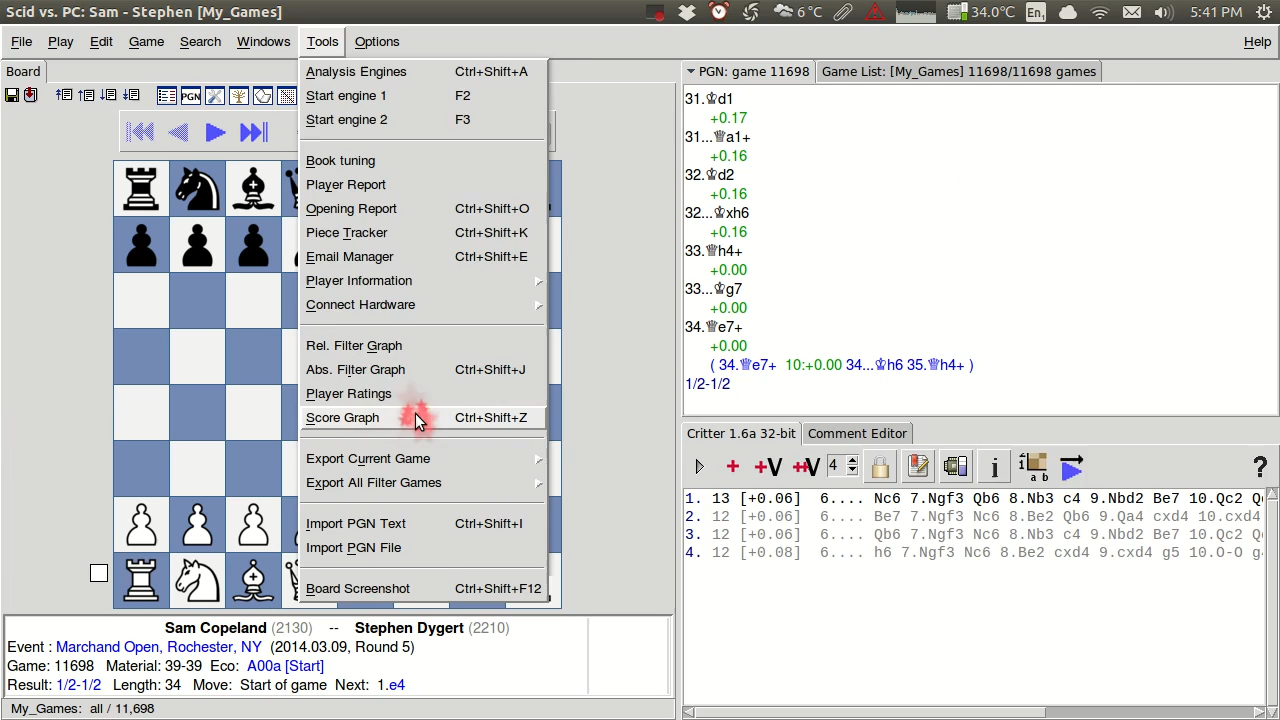 Scid vs. PC: Sam - Stephen [My_Games]
6°C
34.0°C
En1
5:41 PM
File Play Edit Game Search Windows Tools Options Help
Board
PGN
Analysis Engines Ctrl+Shift+A
Start engine 1 F2
Start engine 2 F3
Book tuning
Player Report
Opening Report Ctrl+Shift+O
Piece Tracker Ctrl+Shift+K
Email Manager Ctrl+Shift+E
Player Information
Connect Hardware
Rel. Filter Graph
Abs. Filter Graph Ctrl+Shift+J
Player Ratings
Score Graph Ctrl+Shift+Z
Export Current Game
Export All Filter Games
Import PGN Text Ctrl+Shift+I
Import PGN File
Board Screenshot Ctrl+Shift+F12
Sam Copeland (2130) -- Stephen Dygert (2210)
Event : Marchand Open, Rochester, NY (2014.03.09, Round 5)
Game: 11698 Material: 39-39 Eco: A00a [Start]
Result: 1/2-1/2 Length: 34 Move: Start of game Next: 1.e4
My_Games: all / 11,698
PGN: game 11698
Game List: [My_Games] 11698/11698 games
31.♔d1
+0.17
31...♕a1+
+0.16
32.♔d2
+0.16
32...♔xh6
+0.16
33.♕h4+
+0.00
33...♔g7
+0.00
34.♕e7+
+0.00
( 34.♕e7+ 10:+0.00 34...♔h6 35.♕h4+ )
1/2-1/2
Critter 1.6a 32-bit
Comment Editor
+ +V ++V 4 i a b ?
1. 13 [+0.06] 6.... Nc6 7.Ngf3 Qb6 8.Nb3 c4 9.Nbd2 Be7 10.Qc2
2. 12 [+0.06] 6.... Be7 7.Ngf3 Nc6 8.Be2 Qb6 9.Qa4 cxd4 10.cxd4
3. 12 [+0.06] 6.... Qb6 7.Ngf3 Nc6 8.Nb3 c4 9.Nbd2 Be7 10.Qc2
4. 12 [+0.08] 6.... h6 7.Ngf3 Nc6 8.Be2 cxd4 9.cxd4 g5 10.O-O